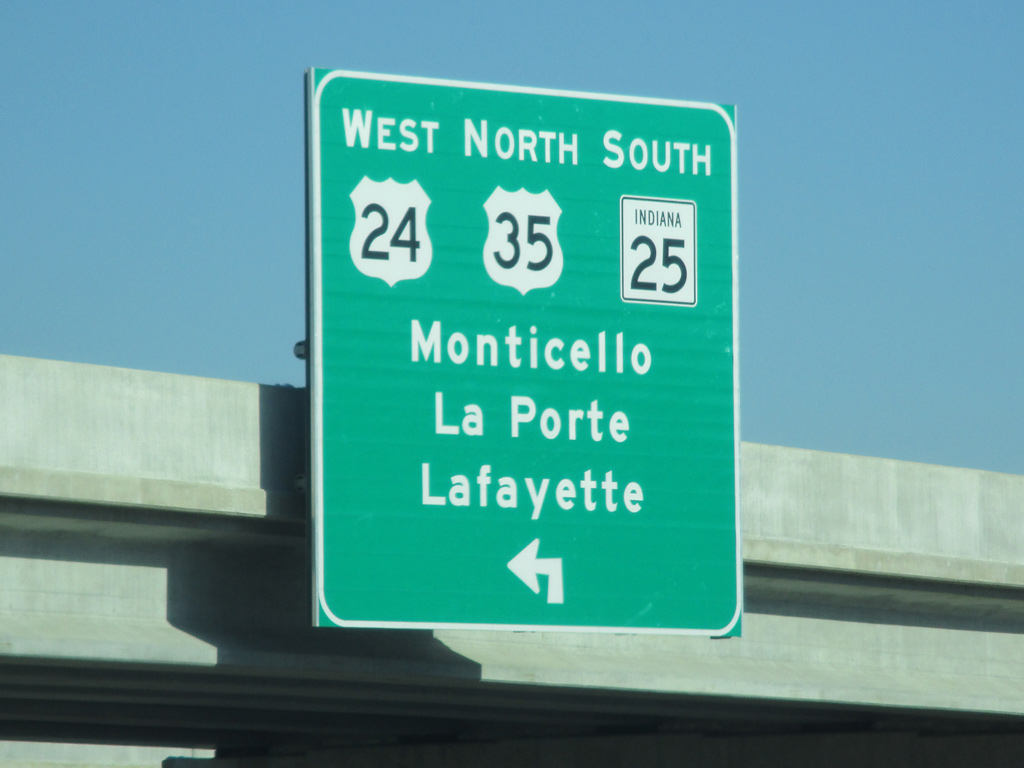 WEST NORTH SOUTH
24 35 INDIANA 25
Monticello
La Porte
Lafayette